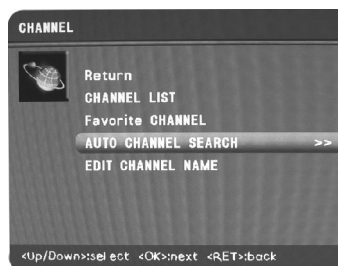 CHANNEL
Return
CHANNEL LIST
Favorite CHANNEL
AUTO CHANNEL SEARCH >>
EDIT CHANNEL NAME
<Up/Down>:select <OK>:next <RET>:back